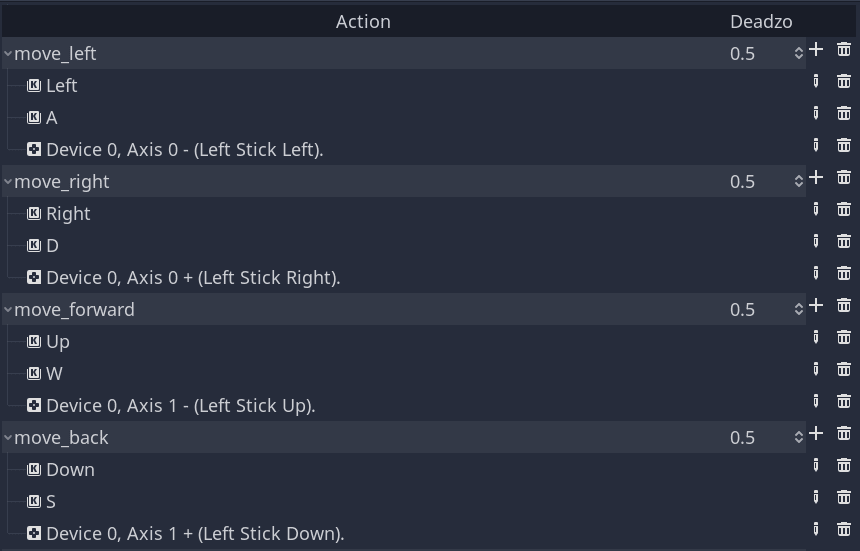 Action Deadzo
move_left 0.5
Left
A
Device 0, Axis 0 - (Left Stick Left).
move_right 0.5
Right
D
Device 0, Axis 0 + (Left Stick Right).
move_forward 0.5
Up
W
Device 0, Axis 1 - (Left Stick Up).
move_back 0.5
Down
S
Device 0, Axis 1 + (Left Stick Down).